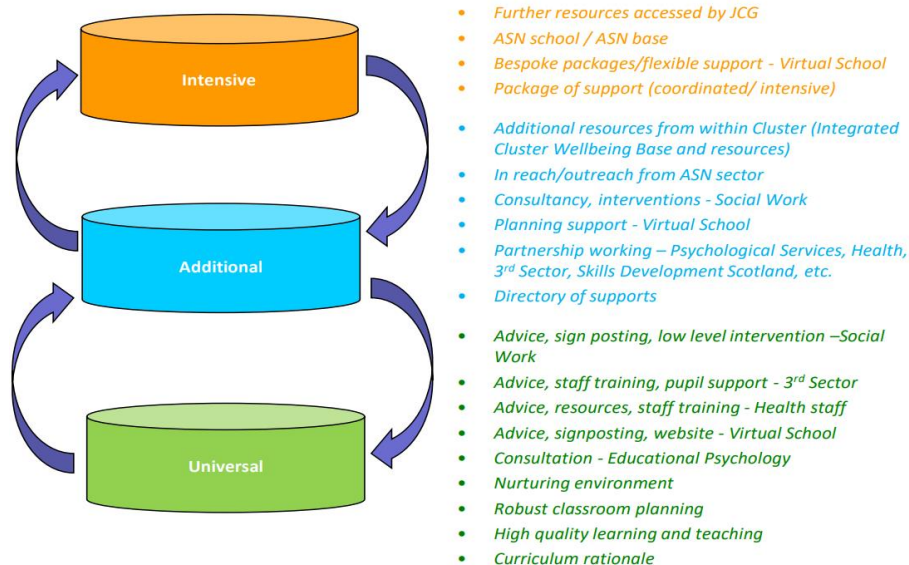 Intensive
Additional
Universal
• Further resources accessed by JCG
• ASN school / ASN base
• Bespoke packages/flexible support - Virtual School
• Package of support (coordinated/ intensive)
• Additional resources from within Cluster (Integrated
Cluster Wellbeing Base and resources)
• In reach/outreach from ASN sector
• Consultancy, interventions - Social Work
• Planning support - Virtual School
• Partnership working – Psychological Services, Health,
3rd Sector, Skills Development Scotland, etc.
• Directory of supports
• Advice, sign posting, low level intervention –Social
Work
• Advice, staff training, pupil support - 3rd Sector
• Advice, resources, staff training - Health staff
• Advice, signposting, website - Virtual School
• Consultation - Educational Psychology
• Nurturing environment
• Robust classroom planning
• High quality learning and teaching
• Curriculum rationale